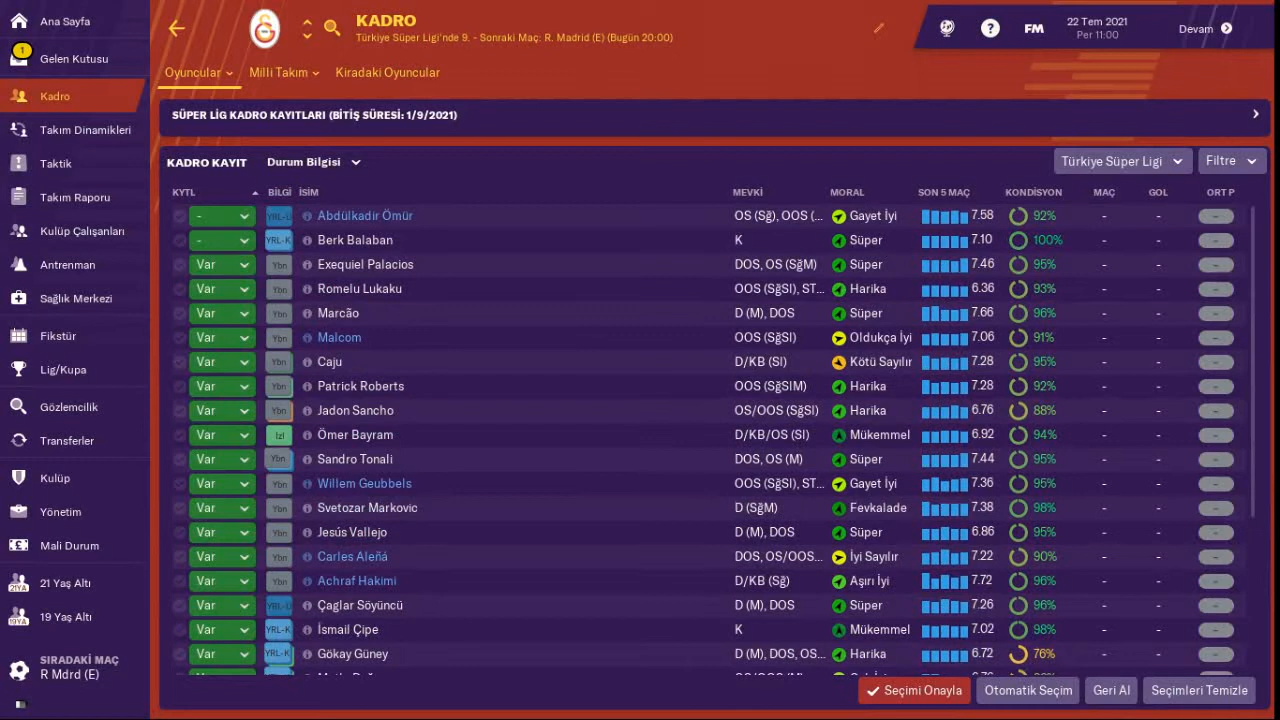 Ana Sayfa
1
Gelen Kutusu
Kadro
Takım Dinamikleri
Taktik
Takım Raporu
Kulüp Çalışanları
Antrenman
Sağlık Merkezi
Fikstür
Lig/Kupa
Gözlemcilik
Transferler
Kulüp
Yönetim
Mali Durum
21YA 21 Yaş Altı
19YA 19 Yaş Altı
SIRADAKİ MAÇ
R Mdrd (E)
KADRO
Türkiye Süper Ligi'nde 9. - Sonraki Maç: R. Madrid (E) (Bugün 20:00)
? FM 22 Tem 2021
Per 11:00
Devam
Oyuncular Milli Takım Kiradaki Oyuncular
SÜPER LİG KADRO KAYITLARI (BİTİŞ SÜRESİ: 1/9/2021)
KADRO KAYIT Durum Bilgisi Türkiye Süper Ligi Filtre
KYTL BİLGİ İSİM MEVKİ MORAL SON 5 MAÇ KONDİSYON MAÇ GOL ORT P
- YRL-U Abdülkadir Ömür OS (Sğ), OOS (... Gayet İyi 7.58 92% - - -
- YRL-K Berk Balaban K Süper 7.10 100% - - -
Var Ybn Exequiel Palacios DOS, OS (SğM) Süper 7.46 95% - - -
Var Ybn Romelu Lukaku OOS (SğSl), ST... Harika 6.36 93% - - -
Var Ybn Marcão D (M), DOS Süper 7.66 96% - - -
Var Ybn Malcom OOS (SğSl) Oldukça İyi 7.06 91% - - -
Var Ybn Caju D/KB (Sl) Kötü Sayılır 7.28 95% - - -
Var Ybn Patrick Roberts OOS (SğSlM) Harika 7.28 92% - - -
Var Ybn Jadon Sancho OS/OOS (SğSl) Harika 6.76 88% - - -
Var İzl Ömer Bayram D/KB/OS (Sl) Mükemmel 6.92 94% - - -
Var Ybn Sandro Tonali DOS, OS (M) Süper 7.44 95% - - -
Var Ybn Willem Geubbels OOS (SğSl), ST... Gayet İyi 7.36 95% - - -
Var Ybn Svetozar Markovic D (SğM) Fevkalade 7.38 98% - - -
Var Ybn Jesús Vallejo D (M), DOS Süper 6.86 95% - - -
Var Ybn Carles Aleñá DOS, OS/OOS... İyi Sayılır 7.22 90% - - -
Var Ybn Achraf Hakimi D/KB (Sğ) Aşırı İyi 7.72 96% - - -
Var YRL-U Çaglar Söyüncü D (M), DOS Süper 7.26 96% - - -
Var YRL-K İsmail Çipe K Mükemmel 7.02 98% - - -
Var YRL-K Gökay Güney D (M), DOS, OS... Harika 6.72 76% - - -
Seçimi Onayla Otomatik Seçim Geri Al Seçimleri Temizle